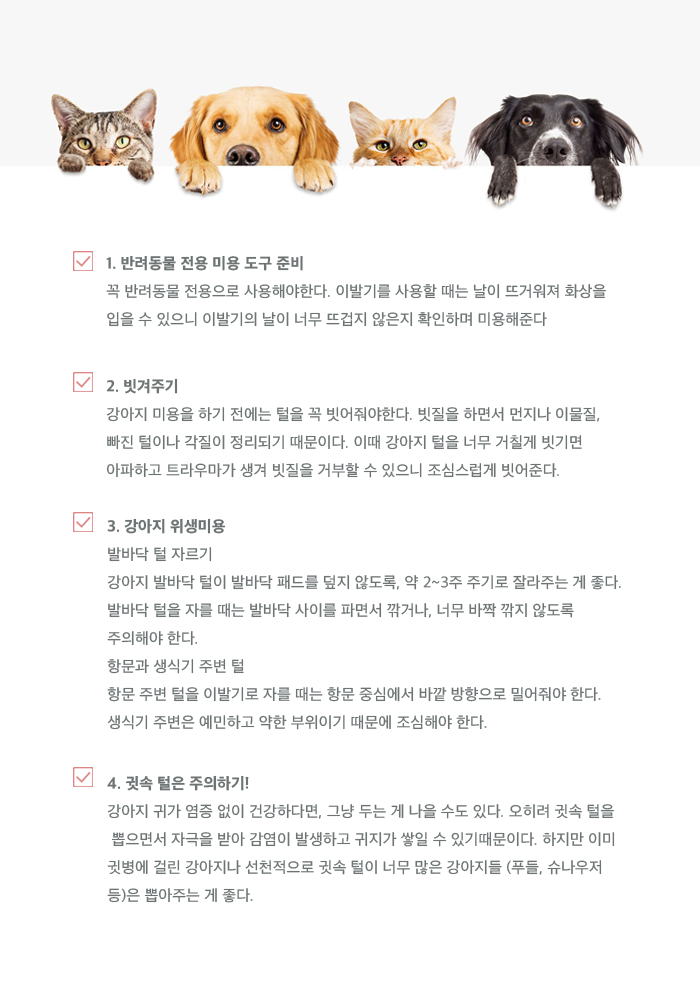 1. 반려동물 전용 미용 도구 준비
꼭 반려동물 전용으로 사용해야한다. 이발기를 사용할 때는 날이 뜨거워져 화상을
입을 수 있으니 이발기의 날이 너무 뜨겁지 않은지 확인하며 미용해준다
2. 빗겨주기
강아지 미용을 하기 전에는 털을 꼭 빗어줘야한다. 빗질을 하면서 먼지나 이물질,
빠진 털이나 각질이 정리되기 때문이다. 이때 강아지 털을 너무 거칠게 빗기면
아파하고 트라우마가 생겨 빗질을 거부할 수 있으니 조심스럽게 빗어준다.
3. 강아지 위생미용
발바닥 털 자르기
강아지 발바닥 털이 발바닥 패드를 덮지 않도록, 약 2~3주 주기로 잘라주는 게 좋다.
발바닥 털을 자를 때는 발바닥 사이를 파면서 깎거나, 너무 바짝 깎지 않도록
주의해야 한다.
항문과 생식기 주변 털
항문 주변 털을 이발기로 자를 때는 항문 중심에서 바깥 방향으로 밀어줘야 한다.
생식기 주변은 예민하고 약한 부위이기 때문에 조심해야 한다.
4. 귓속 털은 주의하기!
강아지 귀가 염증 없이 건강하다면, 그냥 두는 게 나을 수도 있다. 오히려 귓속 털을
뽑으면서 자극을 받아 감염이 발생하고 귀지가 쌓일 수 있기때문이다. 하지만 이미
귓병에 걸린 강아지나 선천적으로 귓속 털이 너무 많은 강아지들 (푸들, 슈나우저
등)은 뽑아주는 게 좋다.